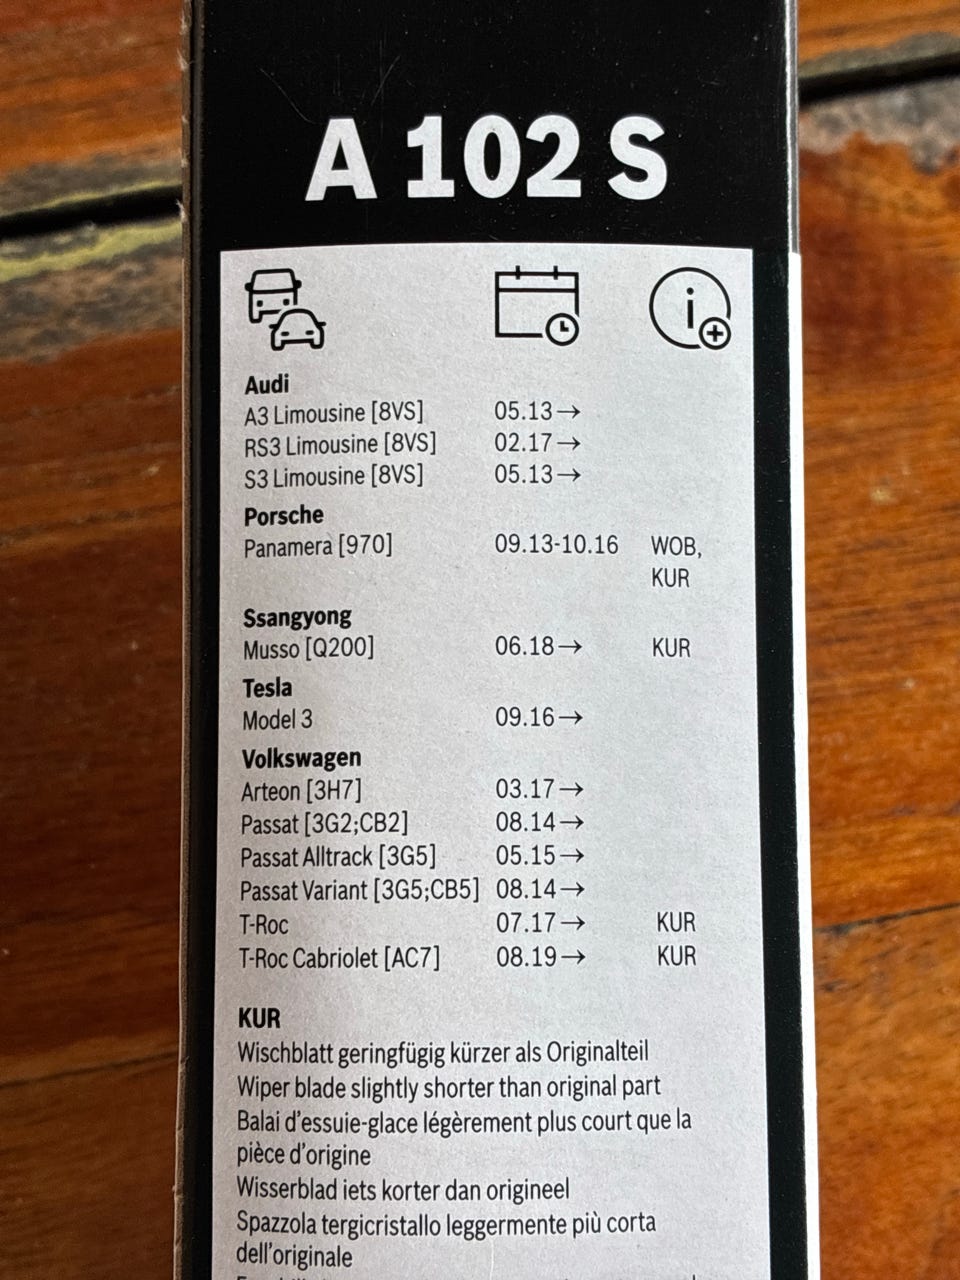 A 102 S
Audi
A3 Limousine [8VS] 05.13→
RS3 Limousine [8VS] 02.17→
S3 Limousine [8VS] 05.13→
Porsche
Panamera [970] 09.13-10.16 WOB,
KUR
Ssangyong
Musso [Q200] 06.18→ KUR
Tesla
Model 3 09.16→
Volkswagen
Arteon [3H7] 03.17→
Passat [3G2;CB2] 08.14→
Passat Alltrack [3G5] 05.15→
Passat Variant [3G5;CB5] 08.14→
T-Roc 07.17→ KUR
T-Roc Cabriolet [AC7] 08.19→ KUR
KUR
Wischblatt geringfügig kürzer als Originalteil
Wiper blade slightly shorter than original part
Balai d'essuie-glace légèrement plus court que la
pièce d'origine
Wisserblad iets korter dan origineel
Spazzola tergicristallo leggermente più corta
dell'originale